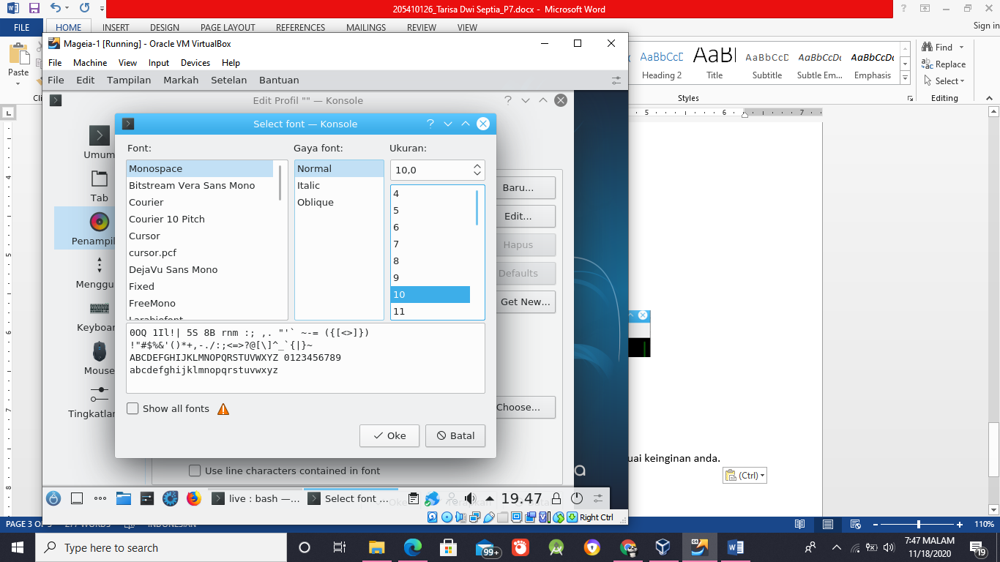 205410126_Tarisa Dwi Septia_P7.docx - Microsoft Word
FILE HOME INSERT DESIGN PAGE LAYOUT REFERENCES MAILINGS REVIEW VIEW Sign in
Mageia-1 [Running] - Oracle VM VirtualBox
File Machine View Input Devices Help
File Edit Tampilan Markah Setelan Bantuan
Paste
AaBbCcD AaBI AaBbCcD AaBbCcDc AaBbCcDc
Heading 2 Title Subtitle Subtle Em... Emphasis
Styles
Find
Replace
Select
Editing
Edit Profil "" — Konsole
Select font — Konsole
Umum
Tab
Keyboar
Mouse
Font: Gaya font: Ukuran:
Monospace
Bitstream Vera Sans Mono
Courier
Courier 10 Pitch
Cursor
cursor.pcf
DejaVu Sans Mono
Fixed
FreeMono
Normal
Italic
Oblique
10,0
4
5
6
7
8
9
10
11
Baru...
Edit...
Hapus
Defaults
Get New...
Choose...
0OQ 1Il!| 5S 8B rnm :; ,. "'` ~-= ({[<>]})
!"#$%&'()*+,-./:;<=>?@[\]^_`{|}~
ABCDEFGHIJKLMNOPQRSTUVWXYZ 0123456789
abcdefghijklmnopqrstuvwxyz
Show all fonts
Oke Batal
Use line characters contained in font
uai keinginan anda.
(Ctrl)
live : bash —... Select font ... 19.47
Right Ctrl
PAGE 3 OF 5 277 WORDS INDONESIAN 110%
Type here to search
99+
7:47 MALAM
11/18/2020
19